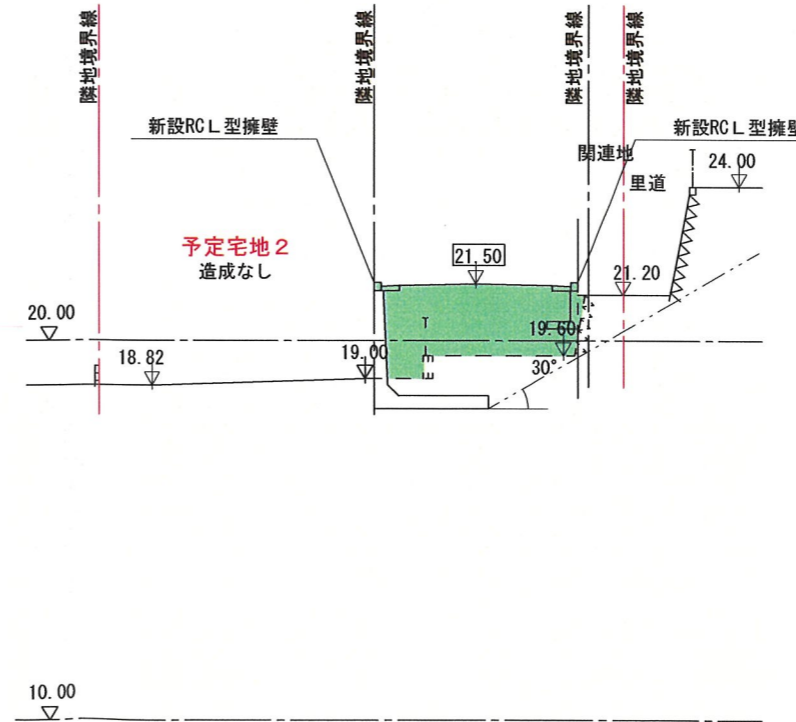 隣地境界線
隣地境界線
隣地境界線
隣地境界線
新設RCL型擁壁
新設RCL型擁壁
関連地
24.00
里道
予定宅地2
造成なし
21.50
21.20
20.00
19.60
18.82
19.00
30°
10.00